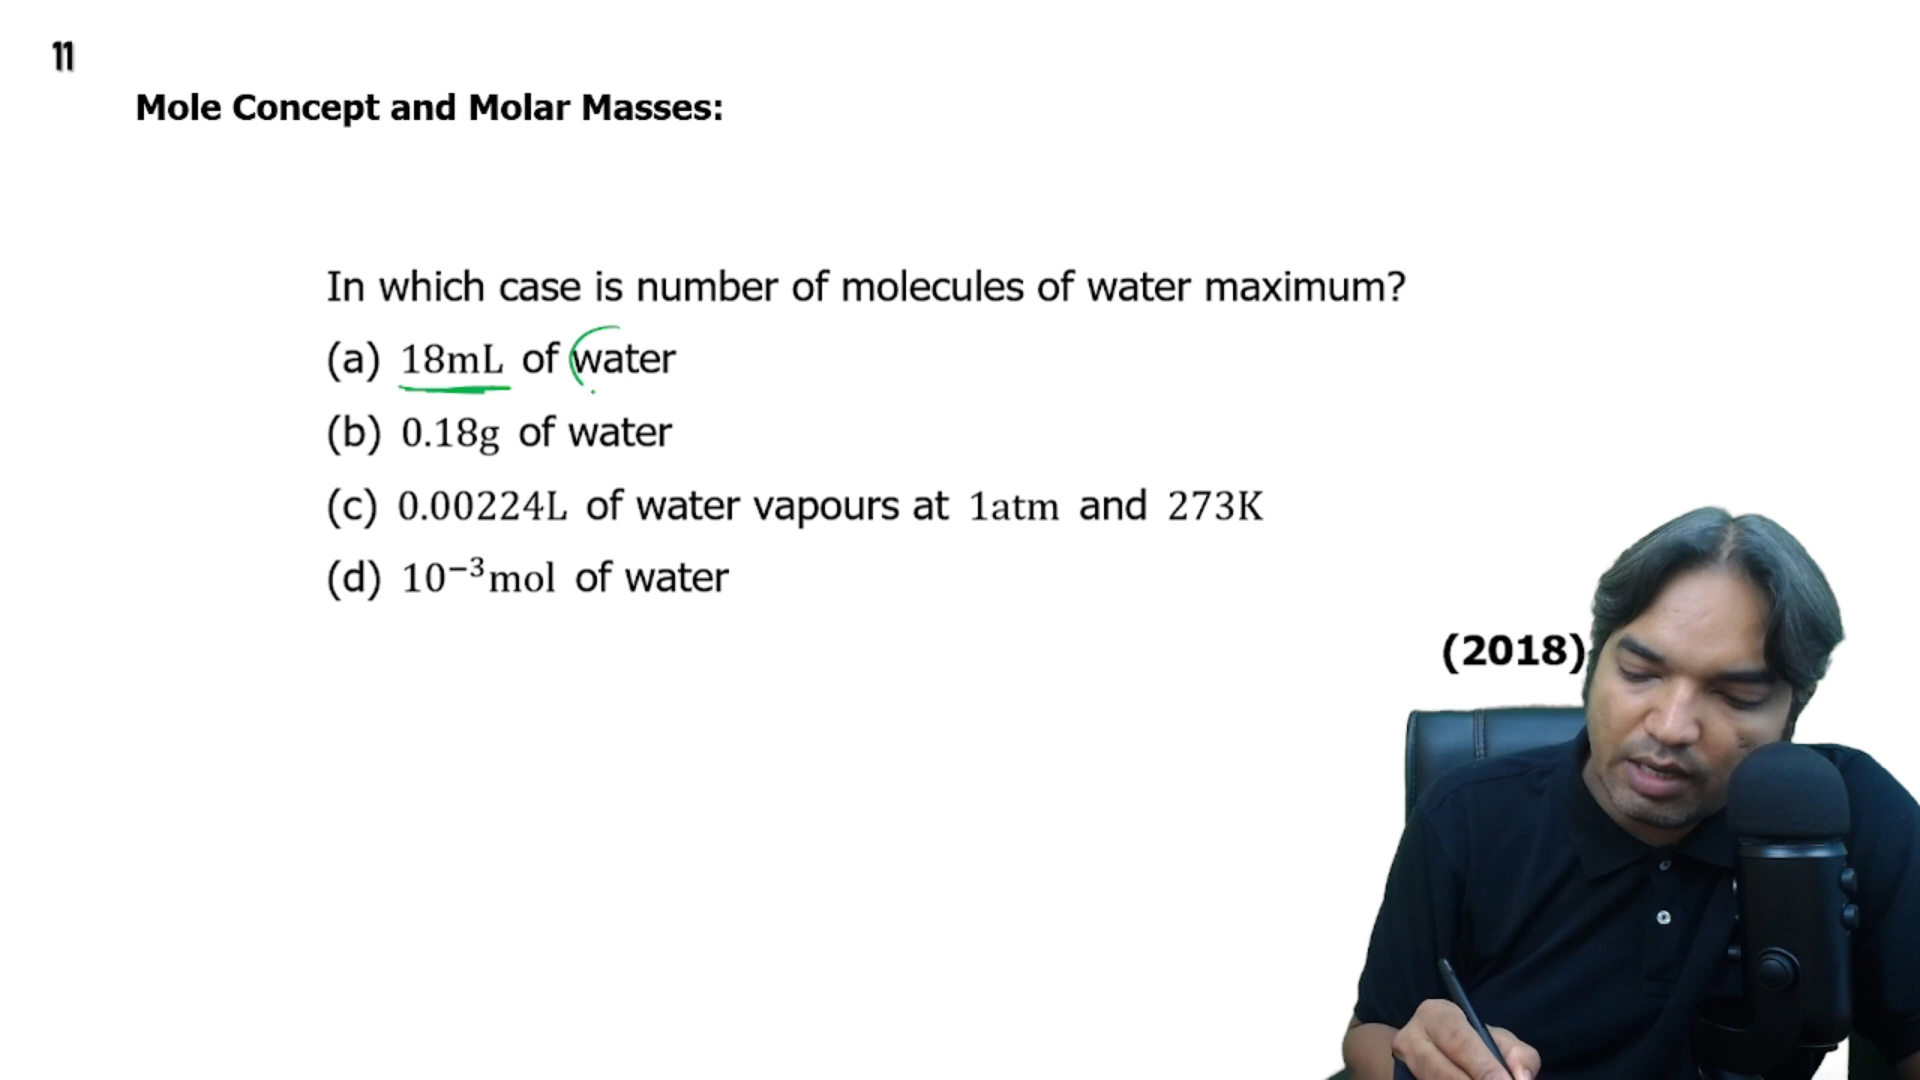 11
Mole Concept and Molar Masses:
In which case is number of molecules of water maximum?
(a) 18mL of water
(b) 0.18g of water
(c) 0.00224L of water vapours at 1atm and 273K
(d) 10⁻³mol of water
(2018)